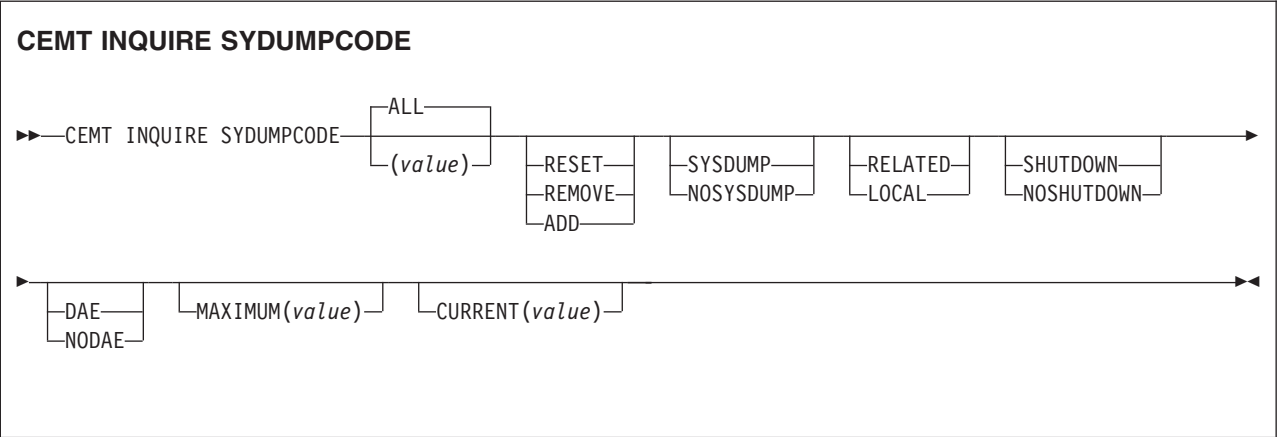 CEMT INQUIRE SYDUMPCODE
ALL
CEMT INQUIRE SYDUMPCODE
(value)
RESET SYSDUMP RELATED SHUTDOWN
REMOVE NOSYSDUMP LOCAL NOSHUTDOWN
ADD
DAE MAXIMUM(value) CURRENT(value)
NODAE